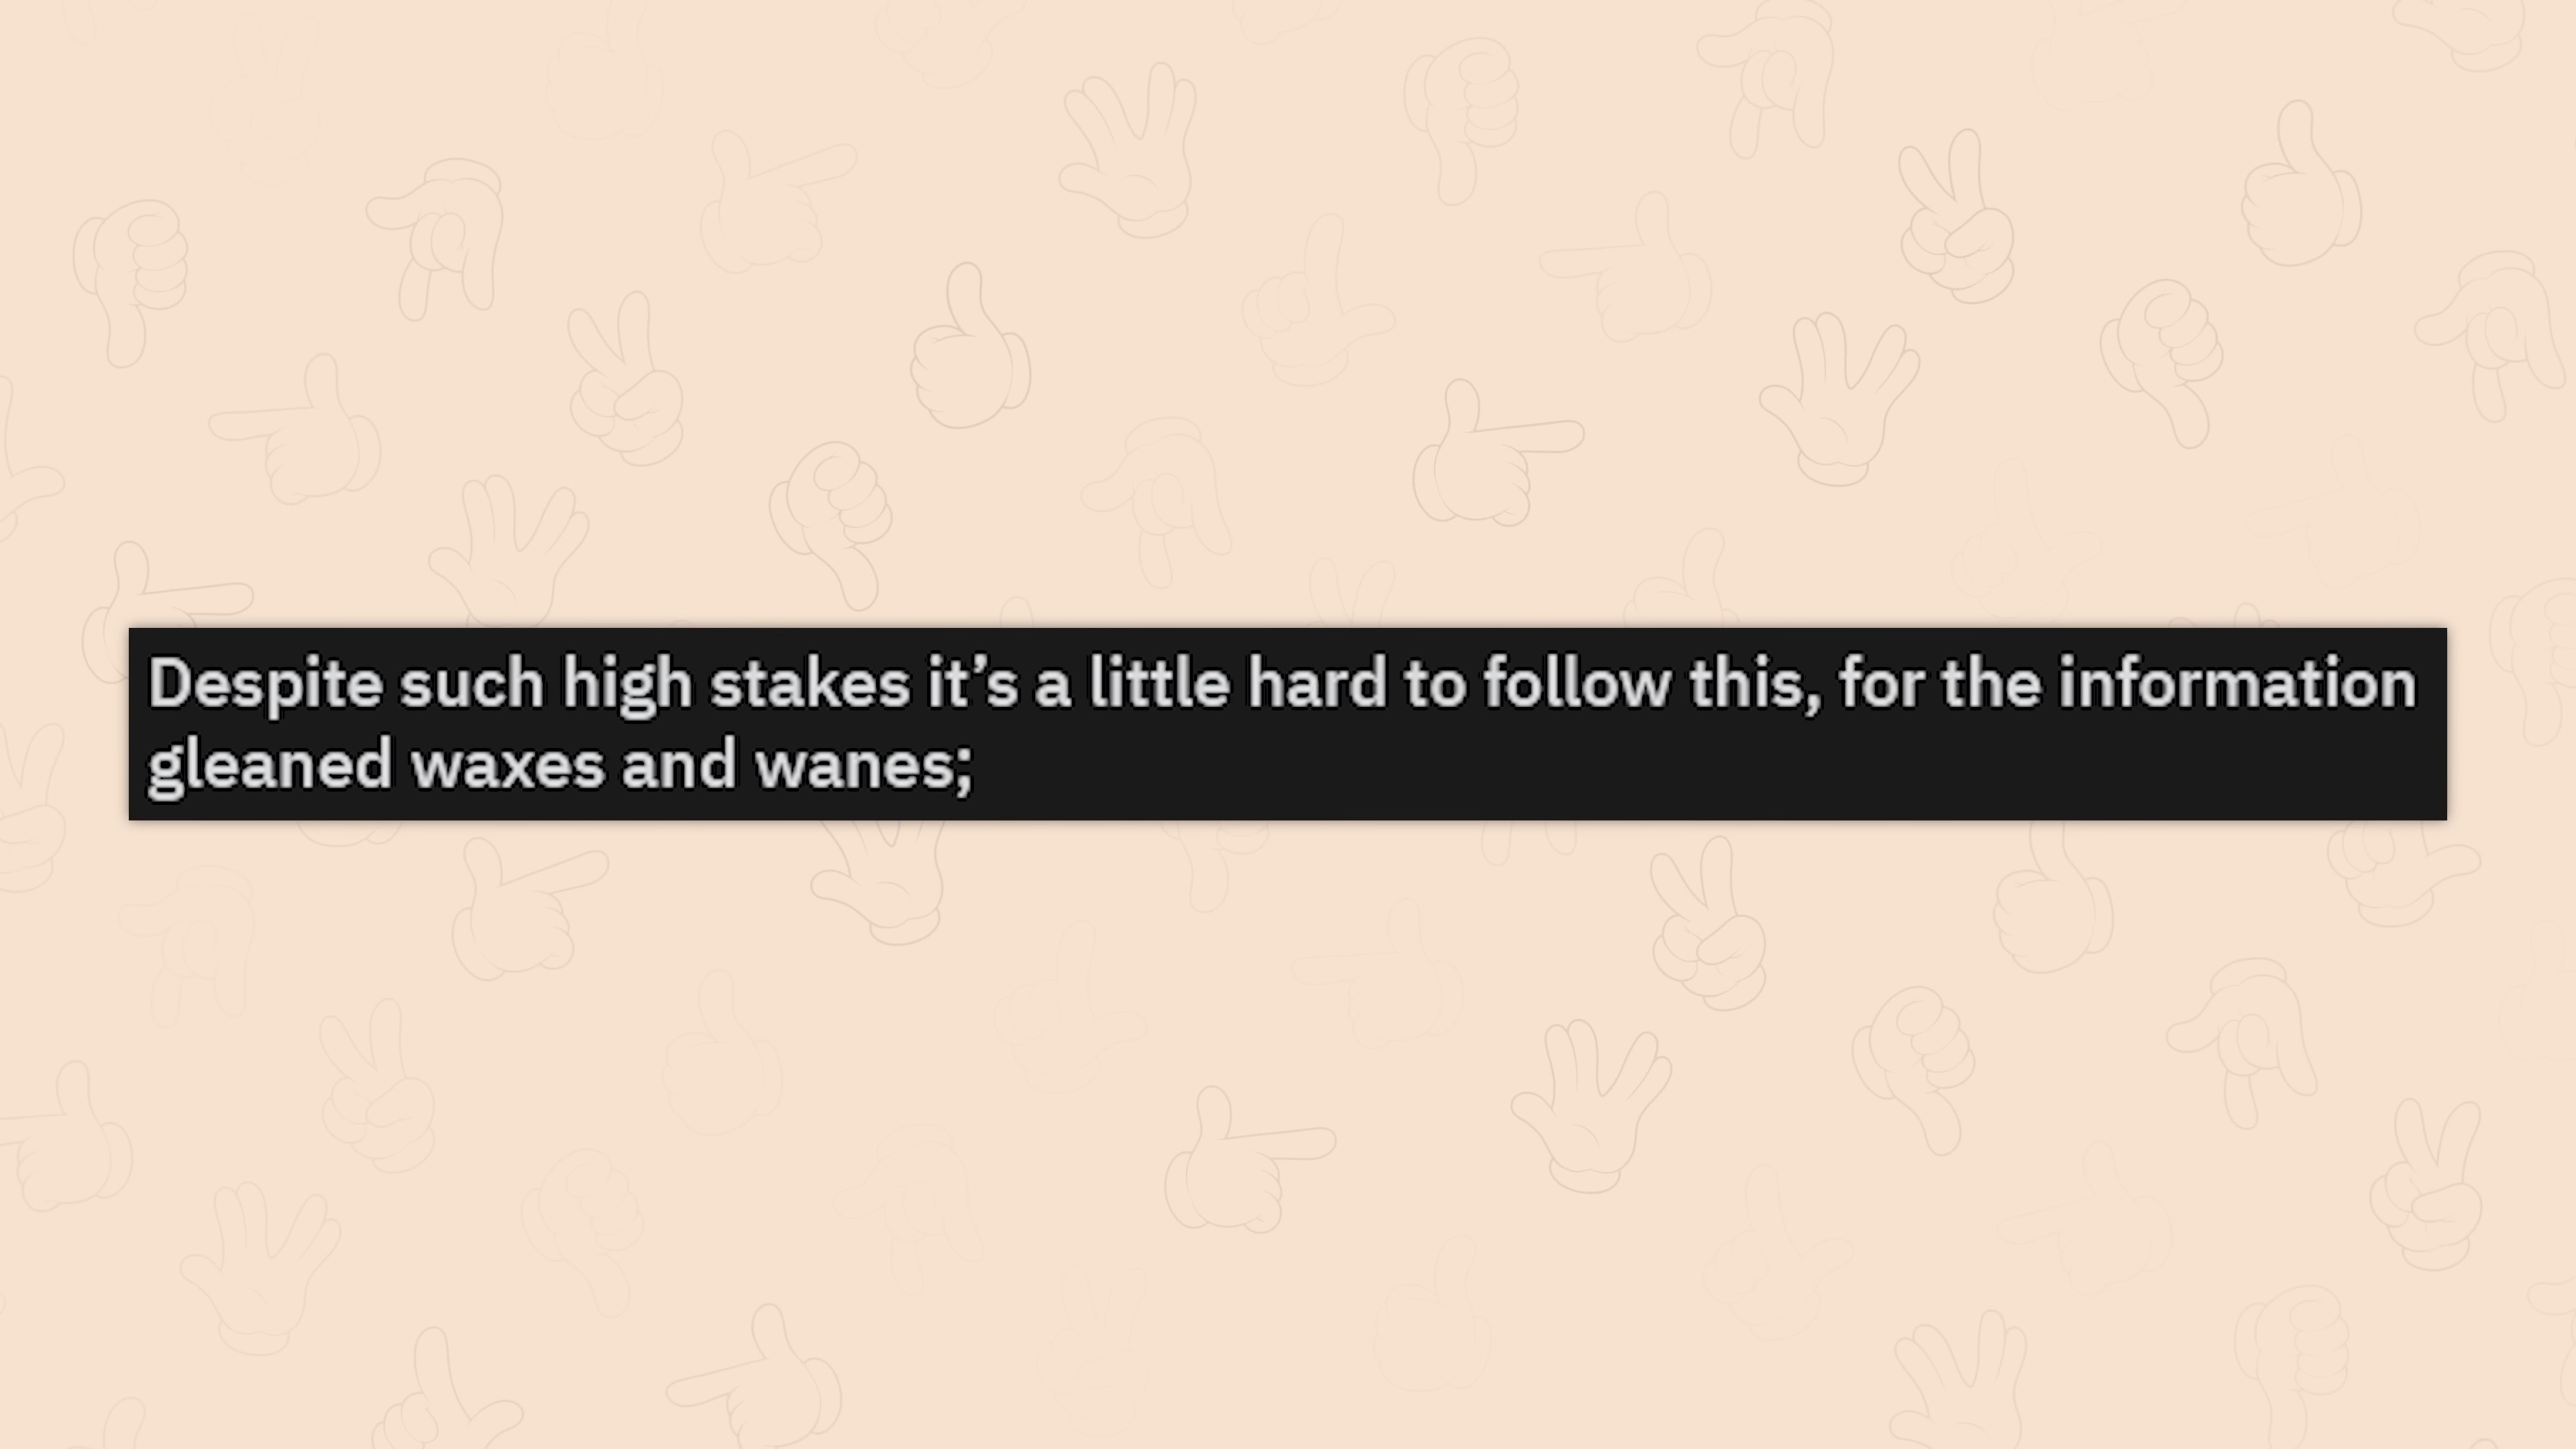 Despite such high stakes it’s a little hard to follow this, for the information
gleaned waxes and wanes;